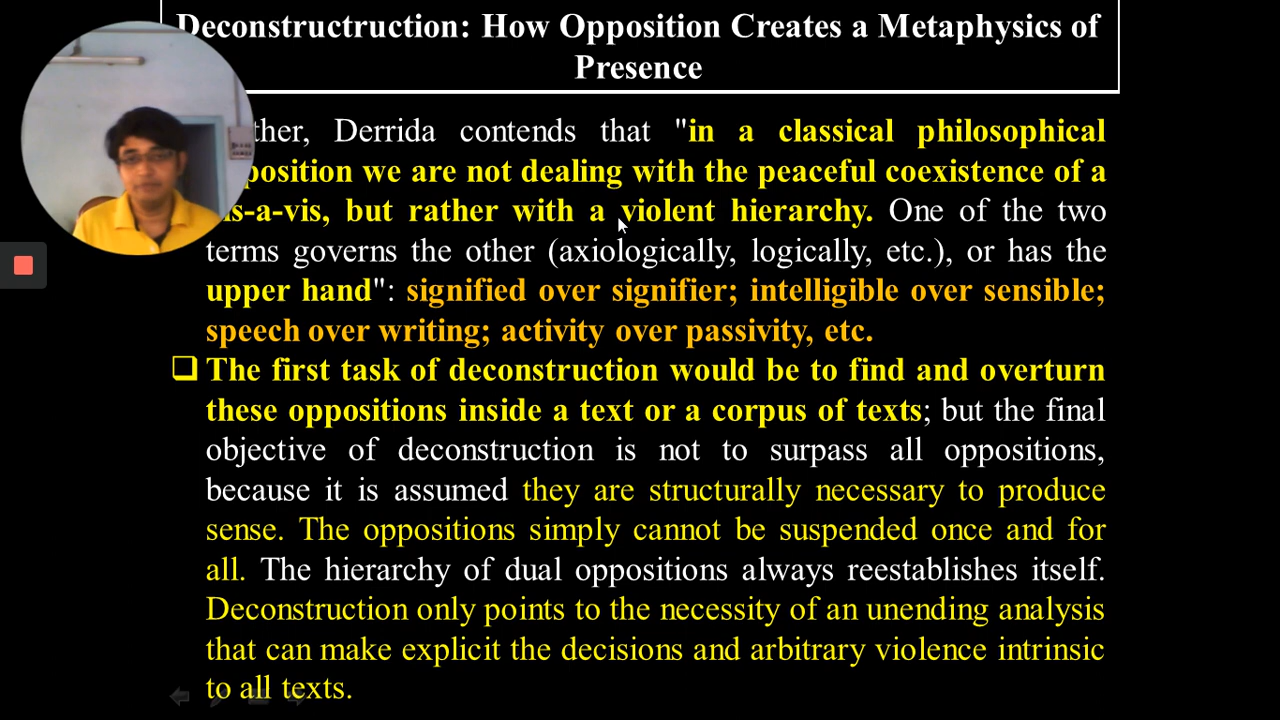 Deconstructruction: How Opposition Creates a Metaphysics of
Presence
Derrida contends that "in a classical philosophical
we are not dealing with the peaceful coexistence of a
but rather with a violent hierarchy. One of the two
terms governs the other (axiologically, logically, etc.), or has the
upper hand": signified over signifier; intelligible over sensible;
speech over writing; activity over passivity, etc.
The first task of deconstruction would be to find and overturn
these oppositions inside a text or a corpus of texts; but the final
objective of deconstruction is not to surpass all oppositions,
because it is assumed they are structurally necessary to produce
sense. The oppositions simply cannot be suspended once and for
all. The hierarchy of dual oppositions always reestablishes itself.
Deconstruction only points to the necessity of an unending analysis
that can make explicit the decisions and arbitrary violence intrinsic
to all texts.